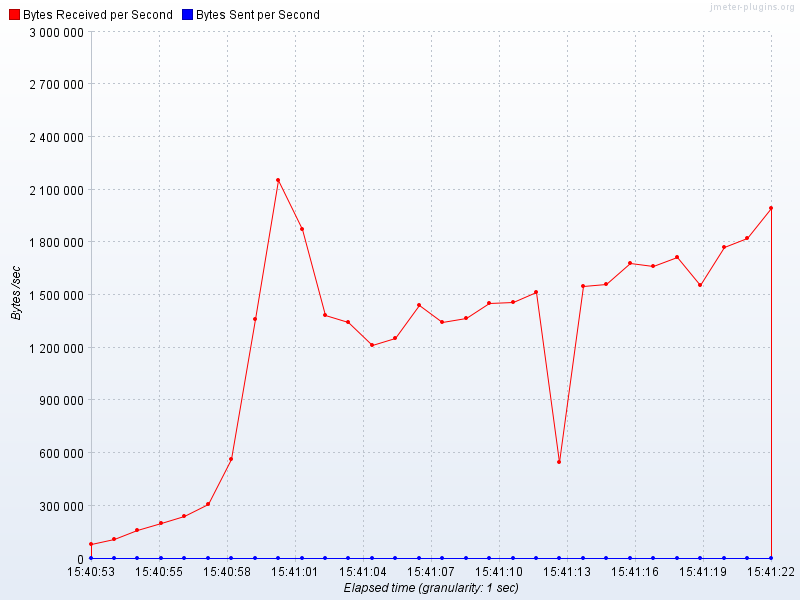 jmeter-plugins.org
Bytes Received per Second Bytes Sent per Second
3 000 000
2 700 000
2 400 000
2 100 000
1 800 000
1 500 000
1 200 000
900 000
600 000
300 000
0
Bytes /sec
15:40:53 15:40:55 15:40:58 15:41:01 15:41:04 15:41:07 15:41:10 15:41:13 15:41:16 15:41:19 15:41:22
Elapsed time (granularity: 1 sec)